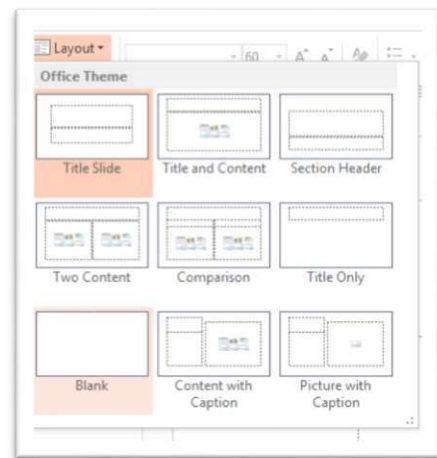 Layout
60
Office Theme
Title Slide
Title and Content
Section Header
Two Content
Comparison
Title Only
Blank
Content with
Caption
Picture with
Caption